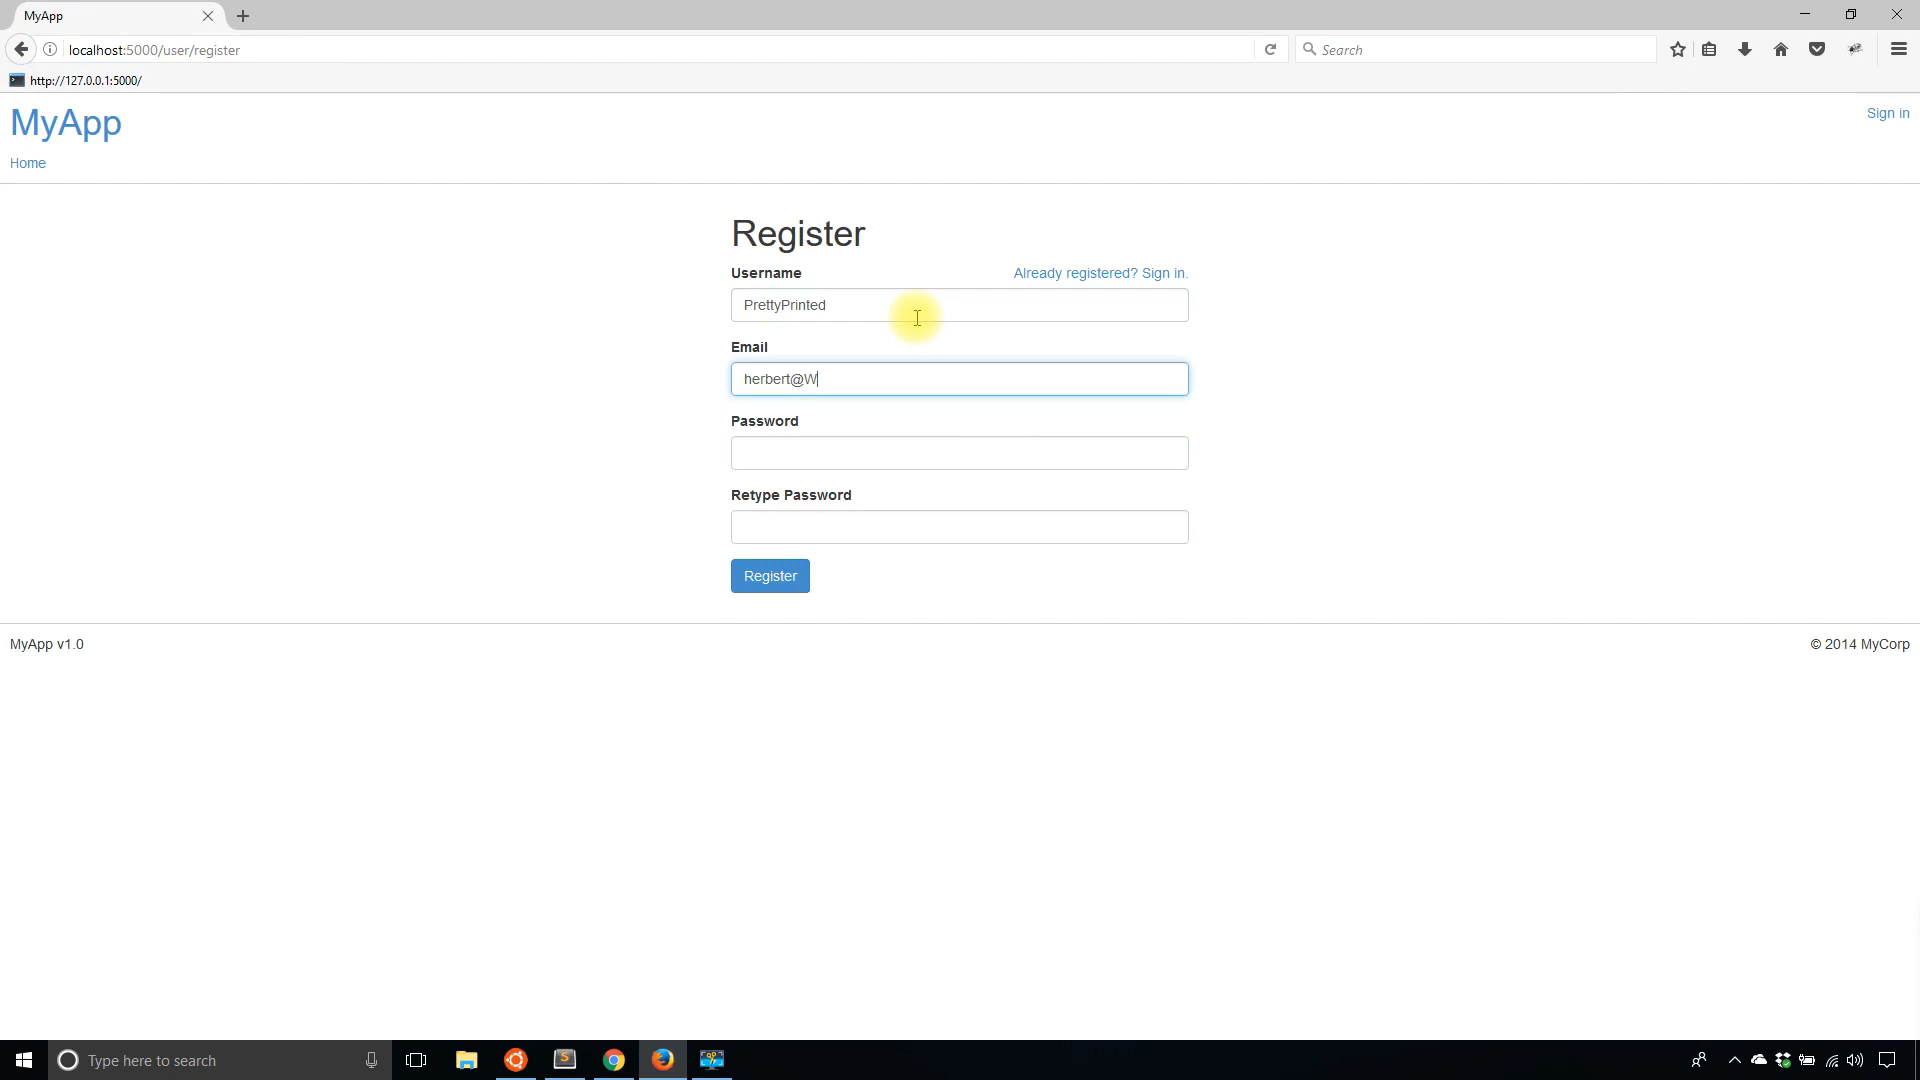 MyApp
localhost:5000/user/register
Search
http://127.0.0.1:5000/
MyApp
Sign in
Home
Register
Username
Already registered? Sign in.
PrettyPrinted
Email
herbert@W
Password
Retype Password
Register
MyApp v1.0
© 2014 MyCorp
Type here to search